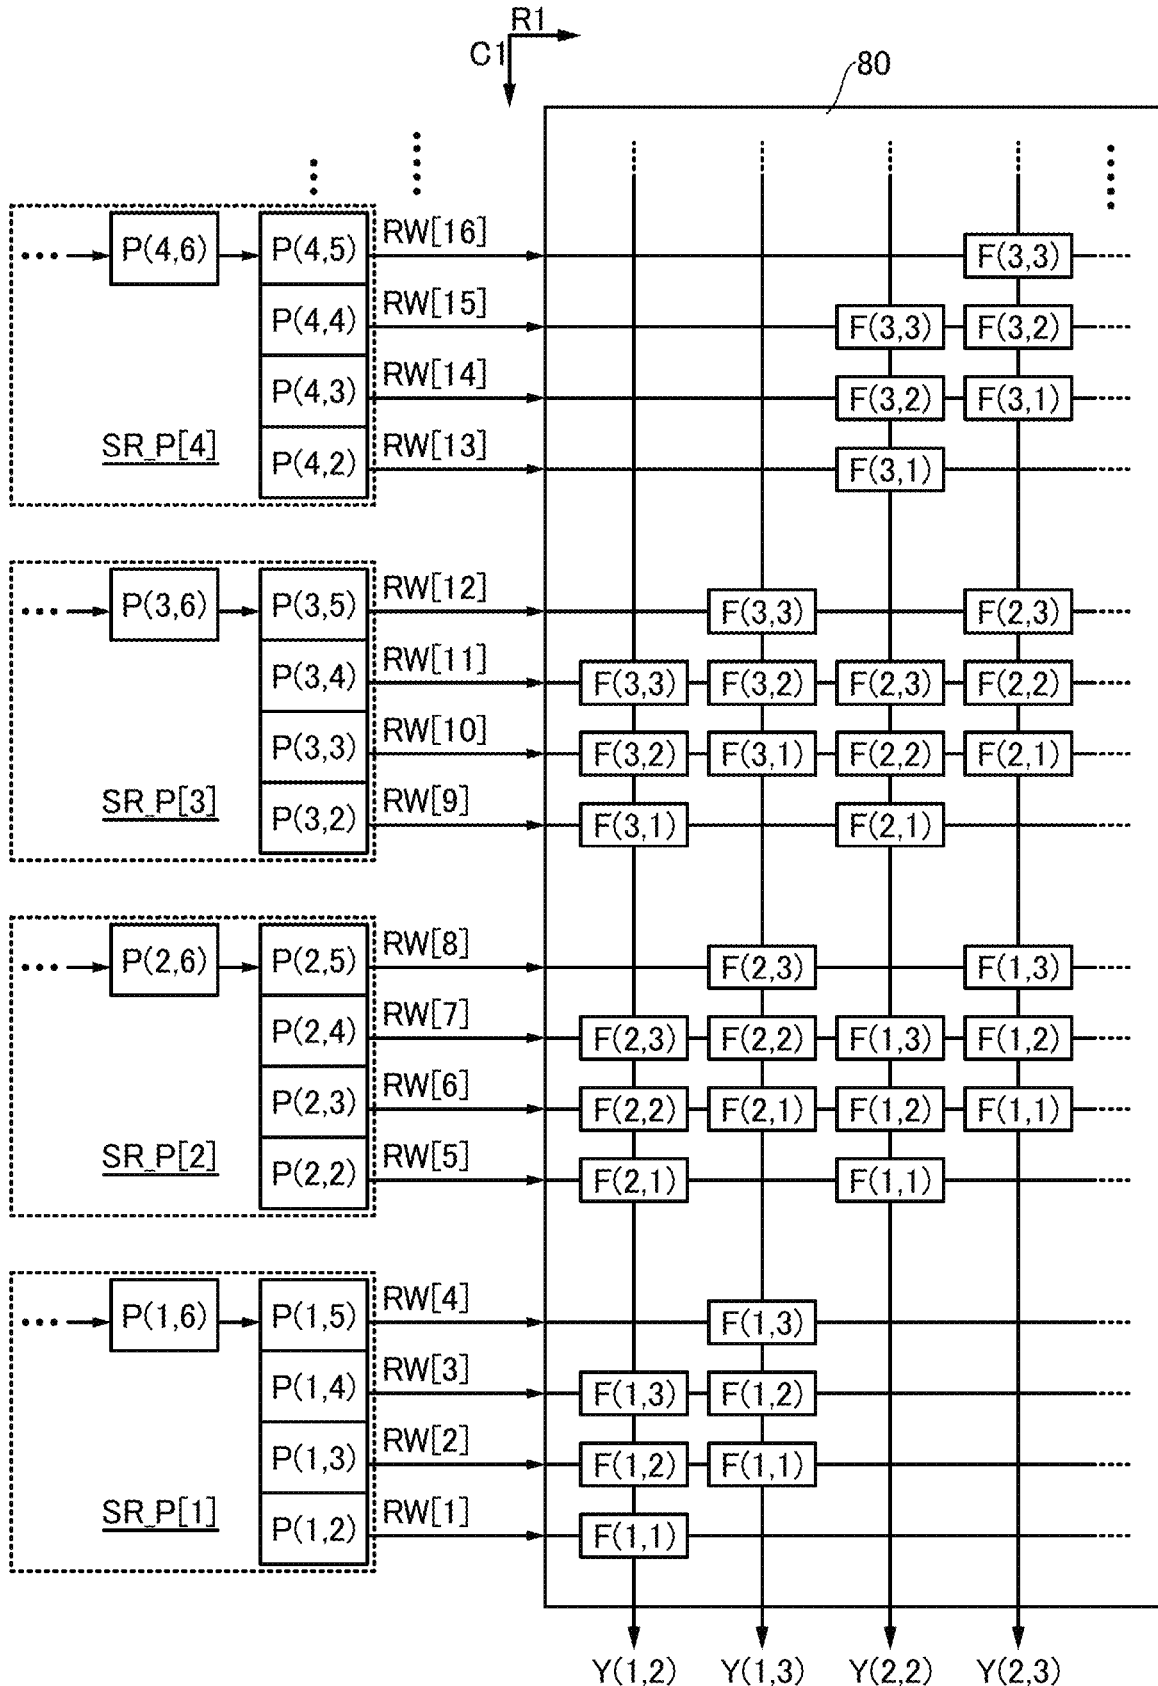 R1
C1
80
P(4,6) P(4,5) RW[16] F(3,3)
P(4,4) RW[15] F(3,3) F(3,2)
P(4,3) RW[14] F(3,2) F(3,1)
SR_P[4] P(4,2) RW[13] F(3,1)
P(3,6) P(3,5) RW[12] F(3,3) F(2,3)
P(3,4) RW[11] F(3,3) F(3,2) F(2,3) F(2,2)
P(3,3) RW[10] F(3,2) F(3,1) F(2,2) F(2,1)
SR_P[3] P(3,2) RW[9] F(3,1) F(2,1)
P(2,6) P(2,5) RW[8] F(2,3) F(1,3)
P(2,4) RW[7] F(2,3) F(2,2) F(1,3) F(1,2)
P(2,3) RW[6] F(2,2) F(2,1) F(1,2) F(1,1)
SR_P[2] P(2,2) RW[5] F(2,1) F(1,1)
P(1,6) P(1,5) RW[4] F(1,3)
P(1,4) RW[3] F(1,3) F(1,2)
P(1,3) RW[2] F(1,2) F(1,1)
SR_P[1] P(1,2) RW[1] F(1,1)
Y(1,2) Y(1,3) Y(2,2) Y(2,3)